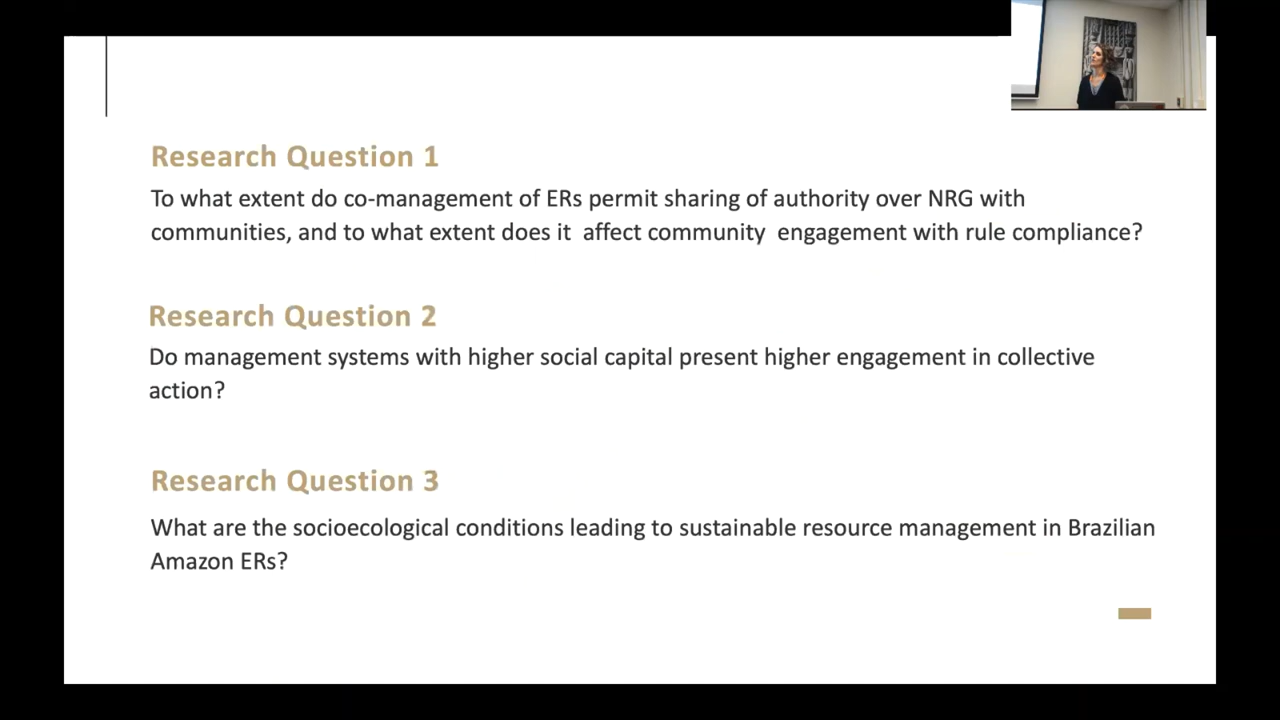 Research Question 1
To what extent do co-management of ERs permit sharing of authority over NRG with
communities, and to what extent does it  affect community  engagement with rule compliance?
Research Question 2
Do management systems with higher social capital present higher engagement in collective
action?
Research Question 3
What are the socioecological conditions leading to sustainable resource management in Brazilian
Amazon ERs?